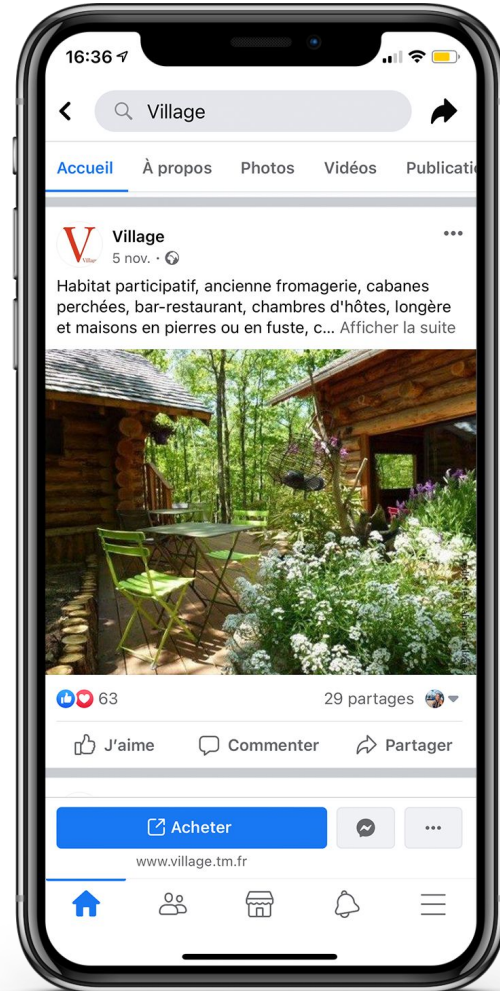 16:36
Village
Accueil À propos Photos Vidéos Publicatio
V
Village
Village
5 nov. ·
Habitat participatif, ancienne fromagerie, cabanes
perchées, bar-restaurant, chambres d'hôtes, longère
et maisons en pierres ou en fuste, c... Afficher la suite
63
29 partages
J'aime Commenter Partager
Acheter
www.village.tm.fr